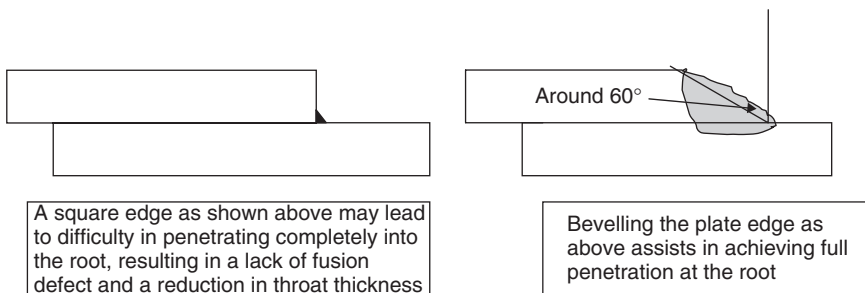 Around 60°
A square edge as shown above may lead
to difficulty in penetrating completely into
the root, resulting in a lack of fusion
defect and a reduction in throat thickness
Bevelling the plate edge as
above assists in achieving full
penetration at the root